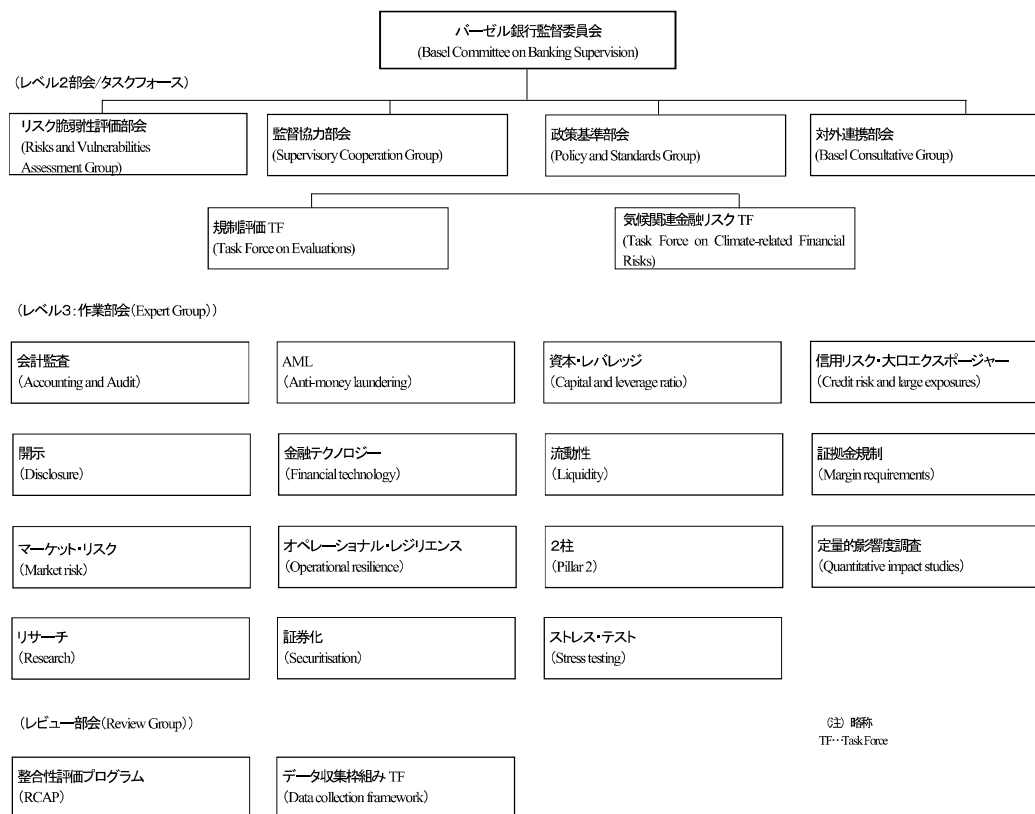 バーゼル銀行監督委員会
(Basel Committee on Banking Supervision)
(レベル2部会/タスクフォース)
リスク脆弱性評価部会
(Risks and Vulnerabilities
Assessment Group)
監督協力部会
(Supervisory Cooperation Group)
政策基準部会
(Policy and Standards Group)
対外連携部会
(Basel Consultative Group)
規制評価 TF
(Task Force on Evaluations)
気候関連金融リスク TF
(Task Force on Climate-related Financial
Risks)
(レベル3:作業部会(Expert Group))
会計監査
(Accounting and Audit)
AML
(Anti-money laundering)
資本・レバレッジ
(Capital and leverage ratio)
信用リスク・大口エクスポージャー
(Credit risk and large exposures)
開示
(Disclosure)
金融テクノロジー
(Financial technology)
流動性
(Liquidity)
証拠金規制
(Margin requirements)
マーケット・リスク
(Market risk)
オペレーショナル・レジリエンス
(Operational resilience)
2柱
(Pillar 2)
定量的影響度調査
(Quantitative impact studies)
リサーチ
(Research)
証券化
(Securitisation)
ストレス・テスト
(Stress testing)
(レビュー部会(Review Group))
(注) 略称
TF…Task Force
整合性評価プログラム
(RCAP)
データ収集枠組み TF
(Data collection framework)